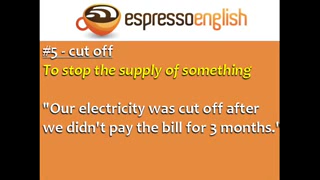 espressoenglish
#5 - cut off
To stop the supply of something
"Our electricity was cut off after
we didn't pay the bill for 3 months."